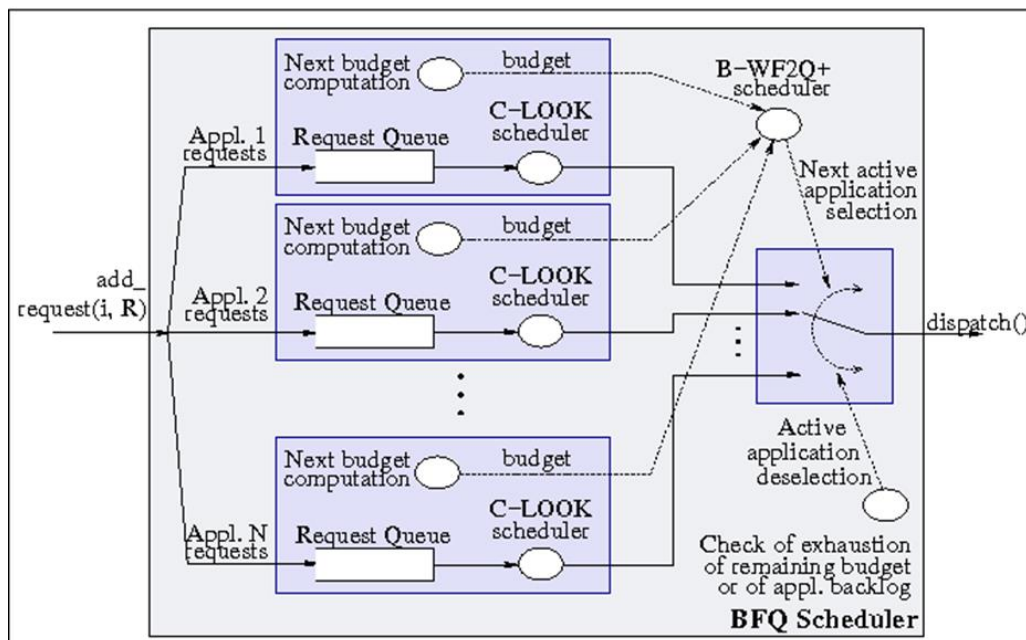 Next budget
computation
budget
B-WF2Q+
scheduler
C-LOOK
scheduler
Appl. 1
requests
Request Queue
Next active
application
selection
Next budget
computation
budget
C-LOOK
scheduler
add_
request(i, R)
Appl. 2
requests
Request Queue
dispatch()
Next budget
computation
budget
Active
application
deselection
C-LOOK
scheduler
Appl. N
requests
Request Queue
Check of exhaustion
of remaining budget
or of appl. backlog
BFQ Scheduler